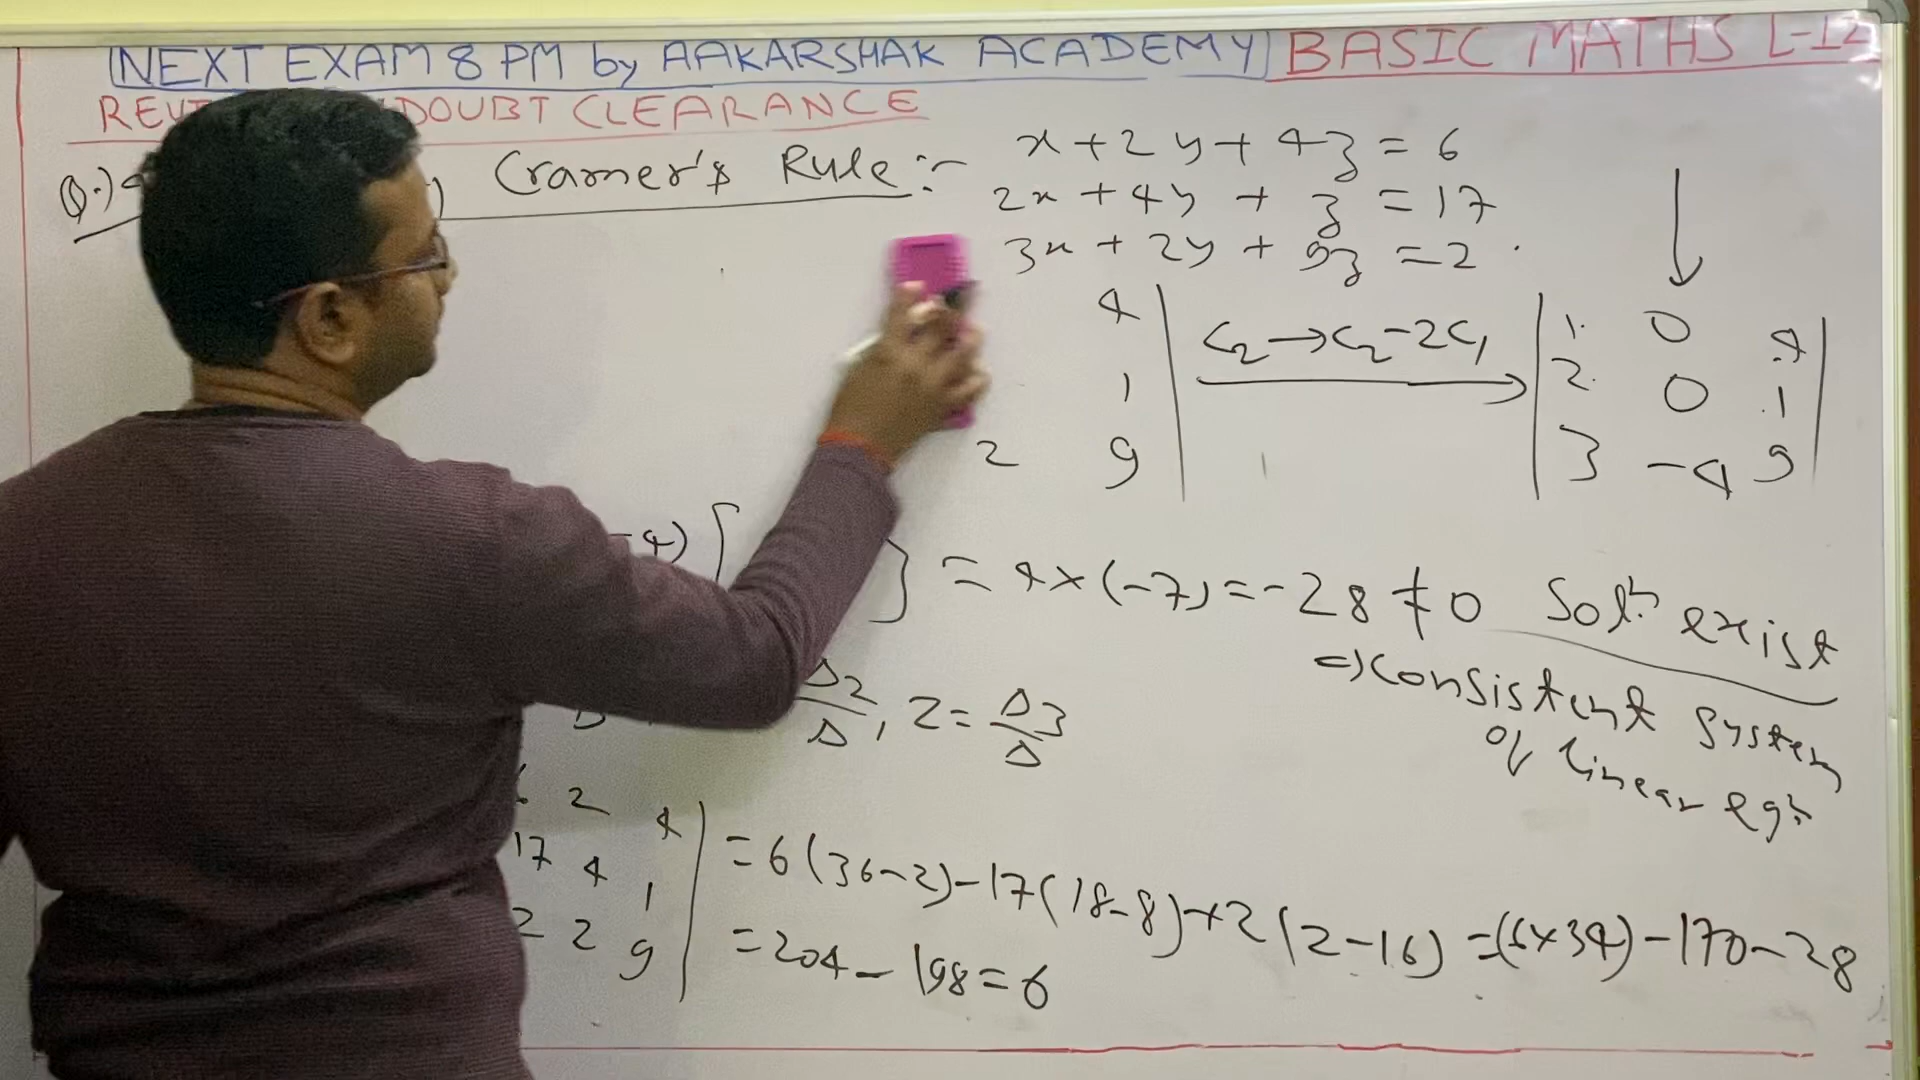 NEXT EXAM 8 PM by AAKARSHAK ACADEMY BASIC MATHS L-12
DOUBT CLEARANCE
Q.) Cramer's Rule :-
x + 2y + 4z = 6
2x + 4y + z = 17
3x + 2y + 9z = 2
4
1
2 9
C2 → C2 - 2C1
1 0 4
2 0 1
3 -4 9
-4) [ ] = 4 × (-7) = -28 ≠ 0 Solⁿ exist
⇒ Consistent System
of linear eqⁿ
Δ2/Δ, Z = Δ3/Δ
2 4
17 4 1
2 2 9
= 6(36-2) - 17(18-8) + 2(2-16) = (6×34) - 170 - 28
= 204 - 198 = 6